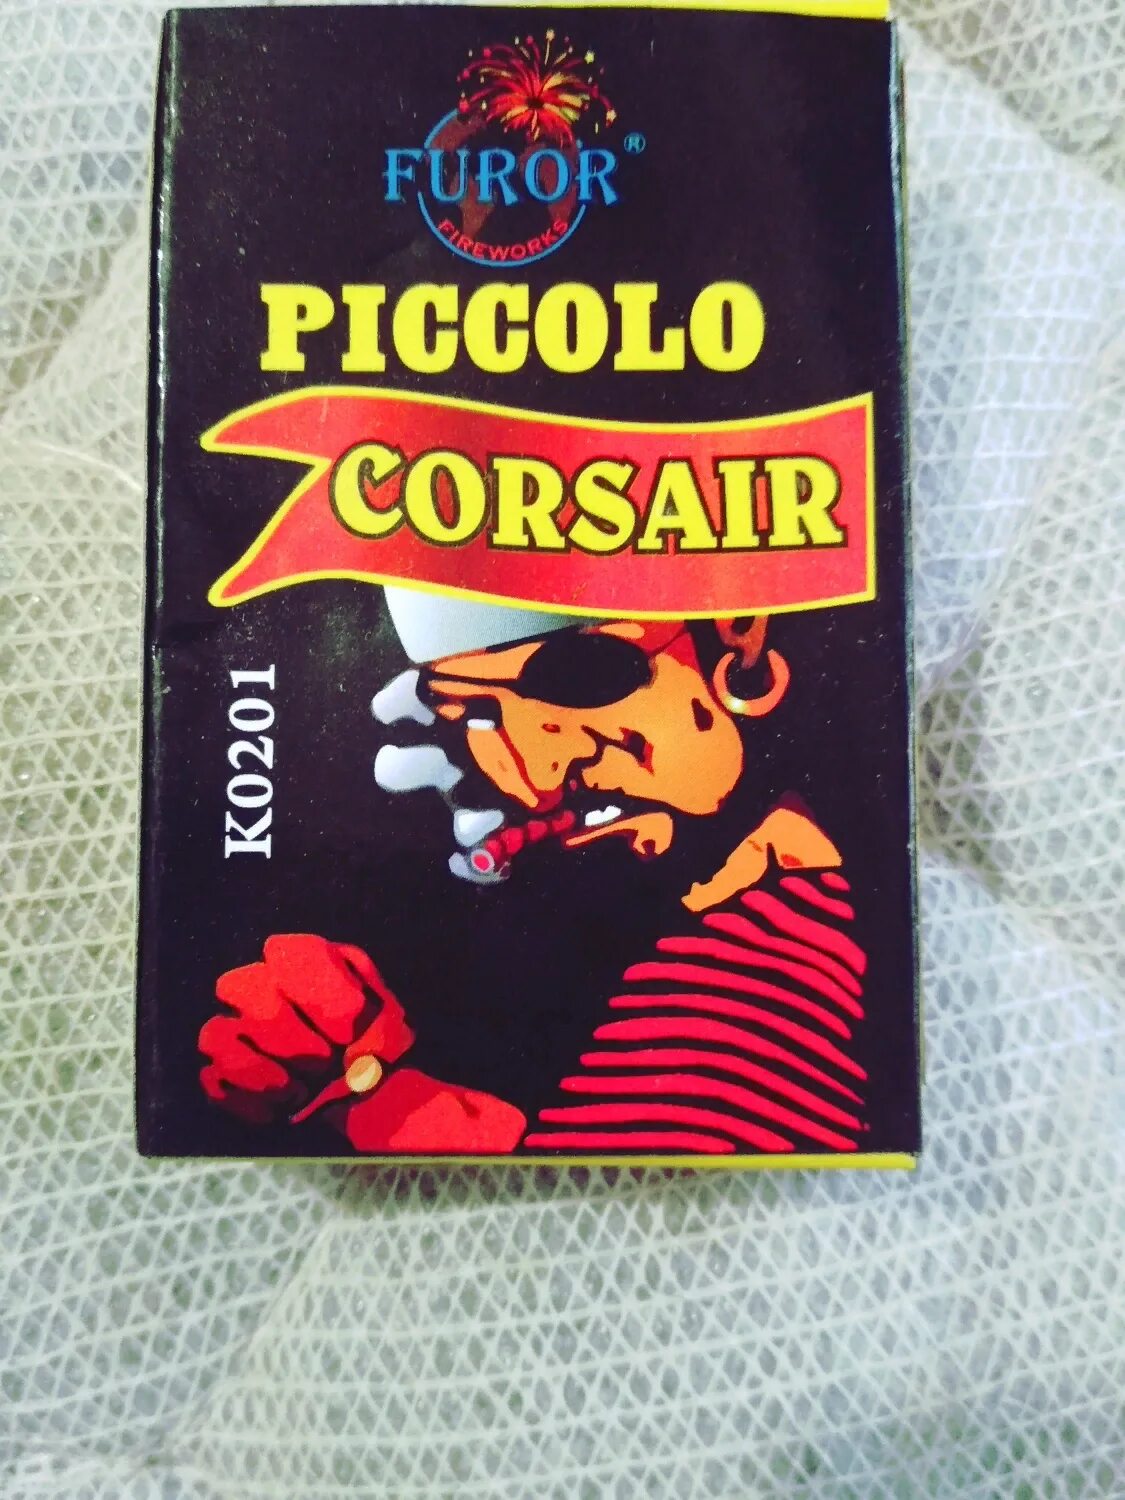 FUROR®
FIREWORKS
PICCOLO
CORSAIR
K0201